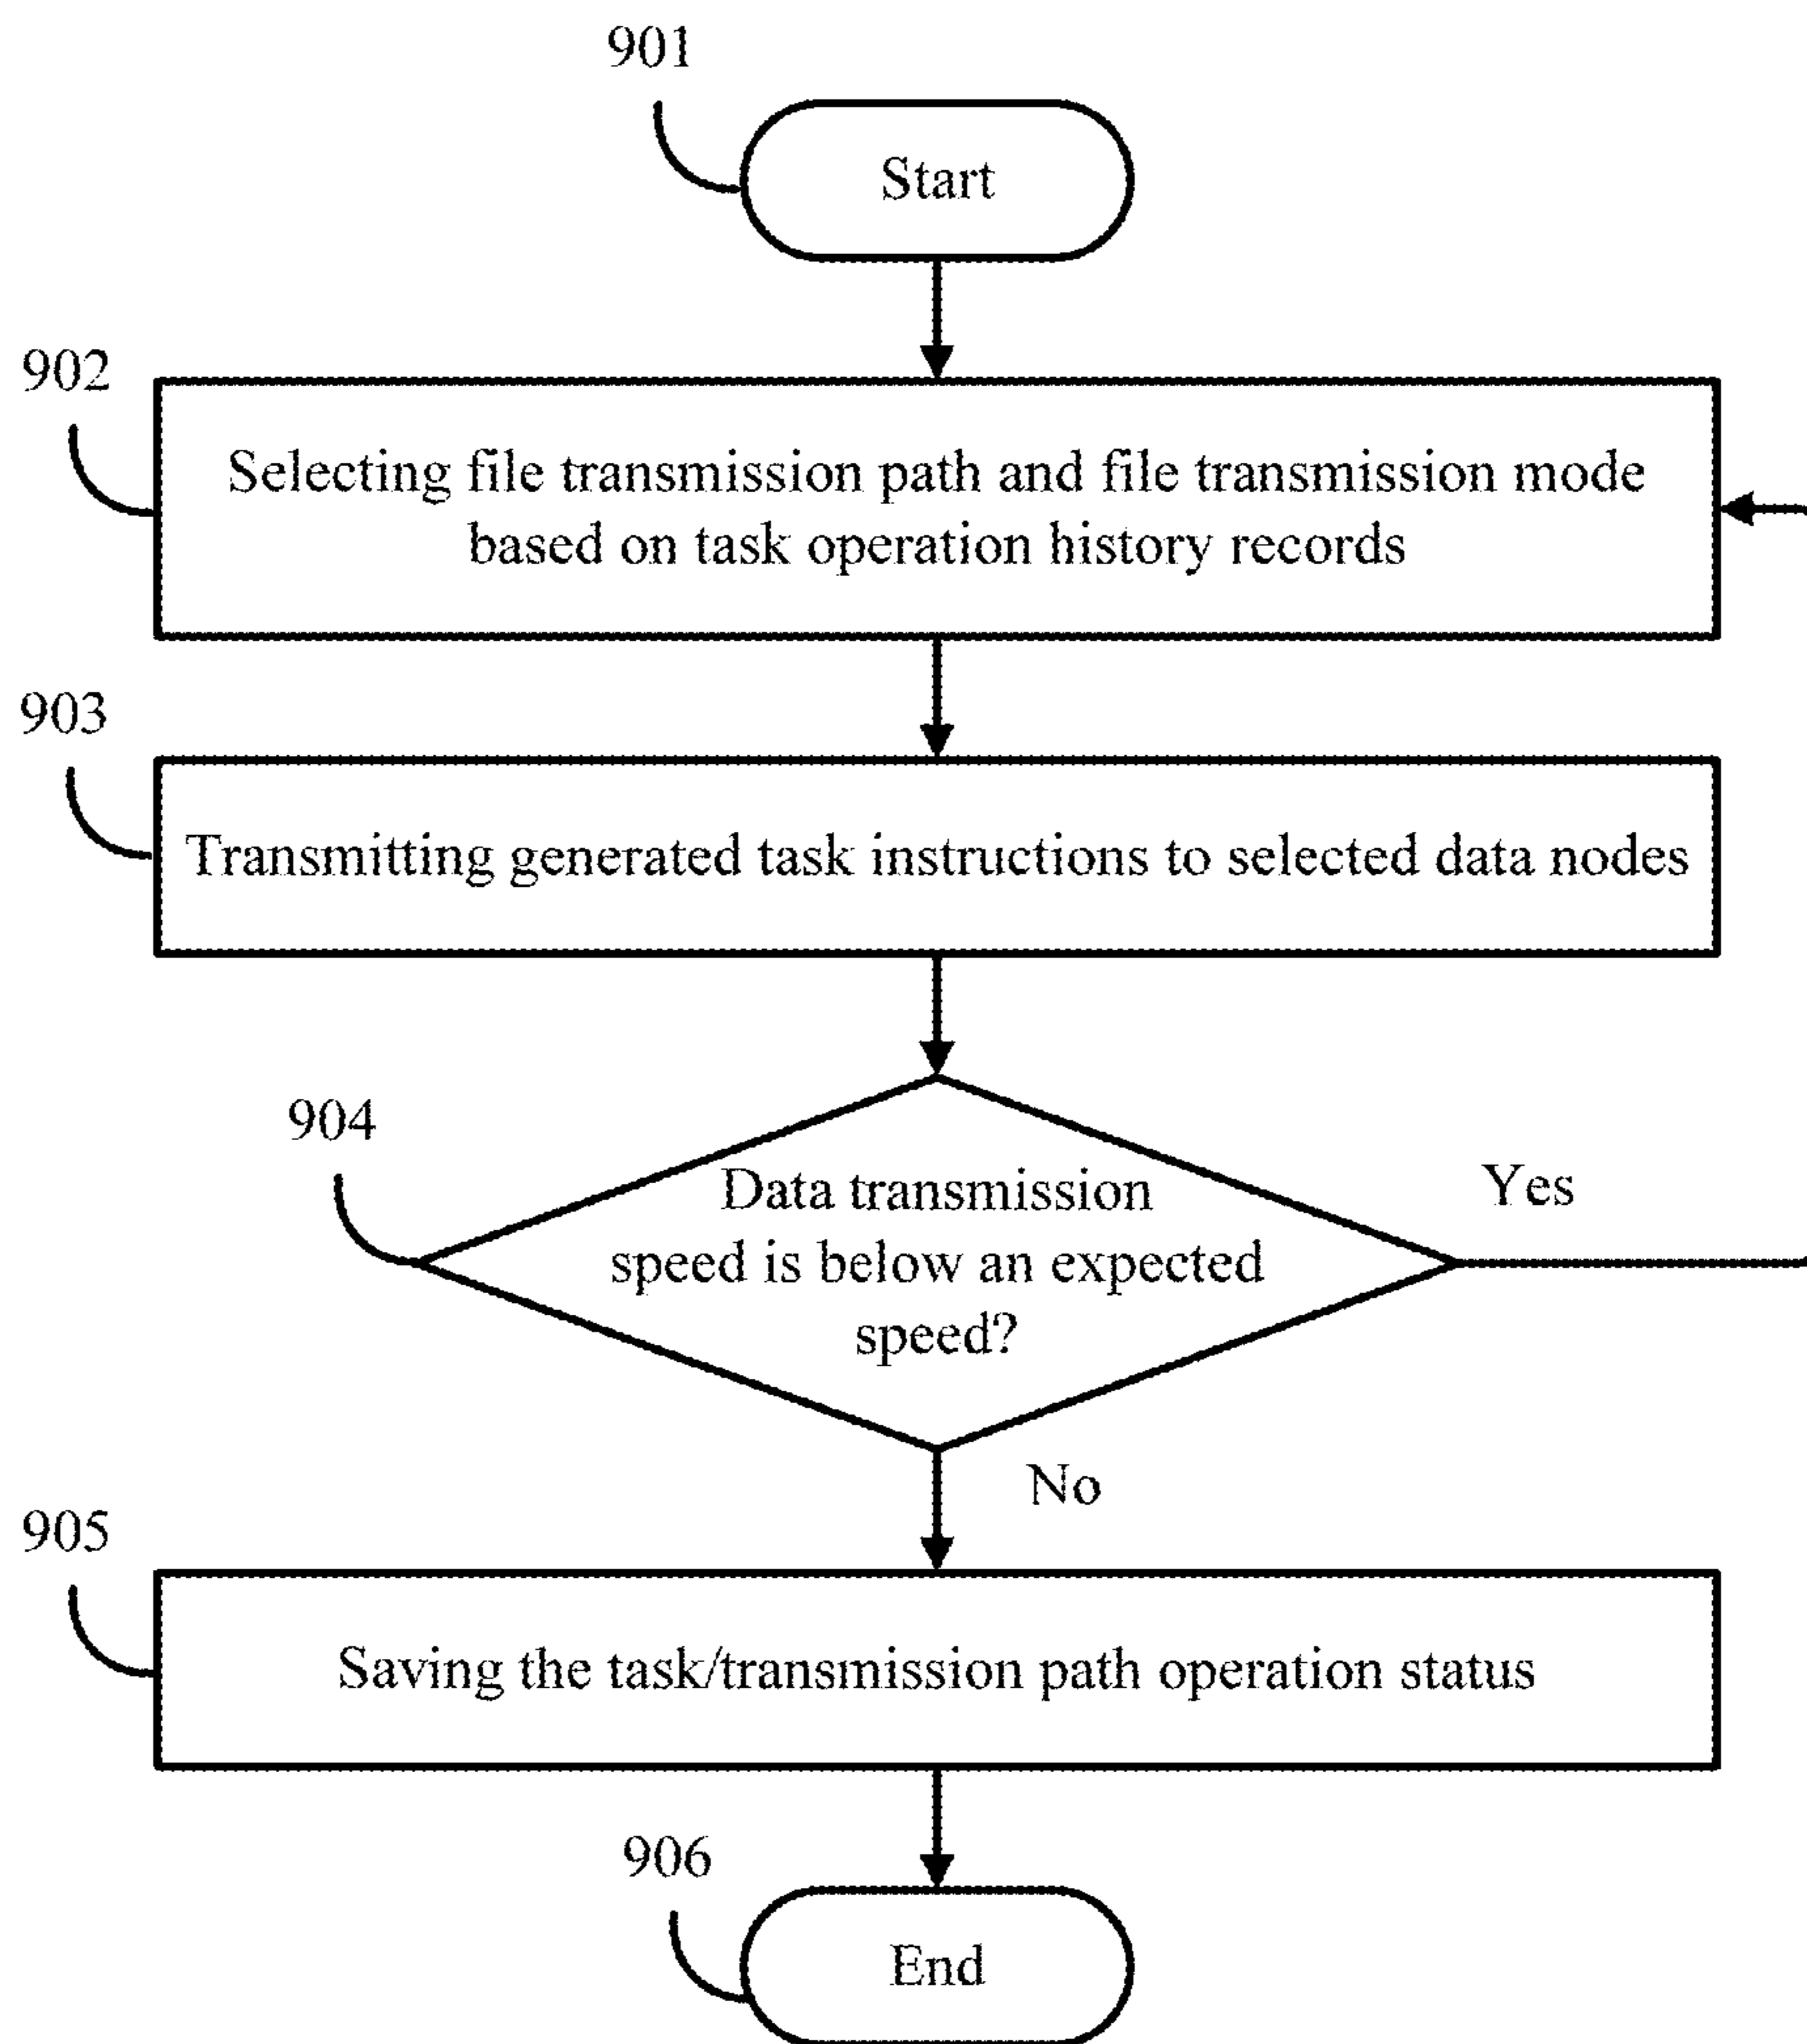 901
Start
902
Selecting file transmission path and file transmission mode
based on task operation history records
903
Transmitting generated task instructions to selected data nodes
904
Data transmission
speed is below an expected
speed?
Yes
No
905
Saving the task/transmission path operation status
906
End